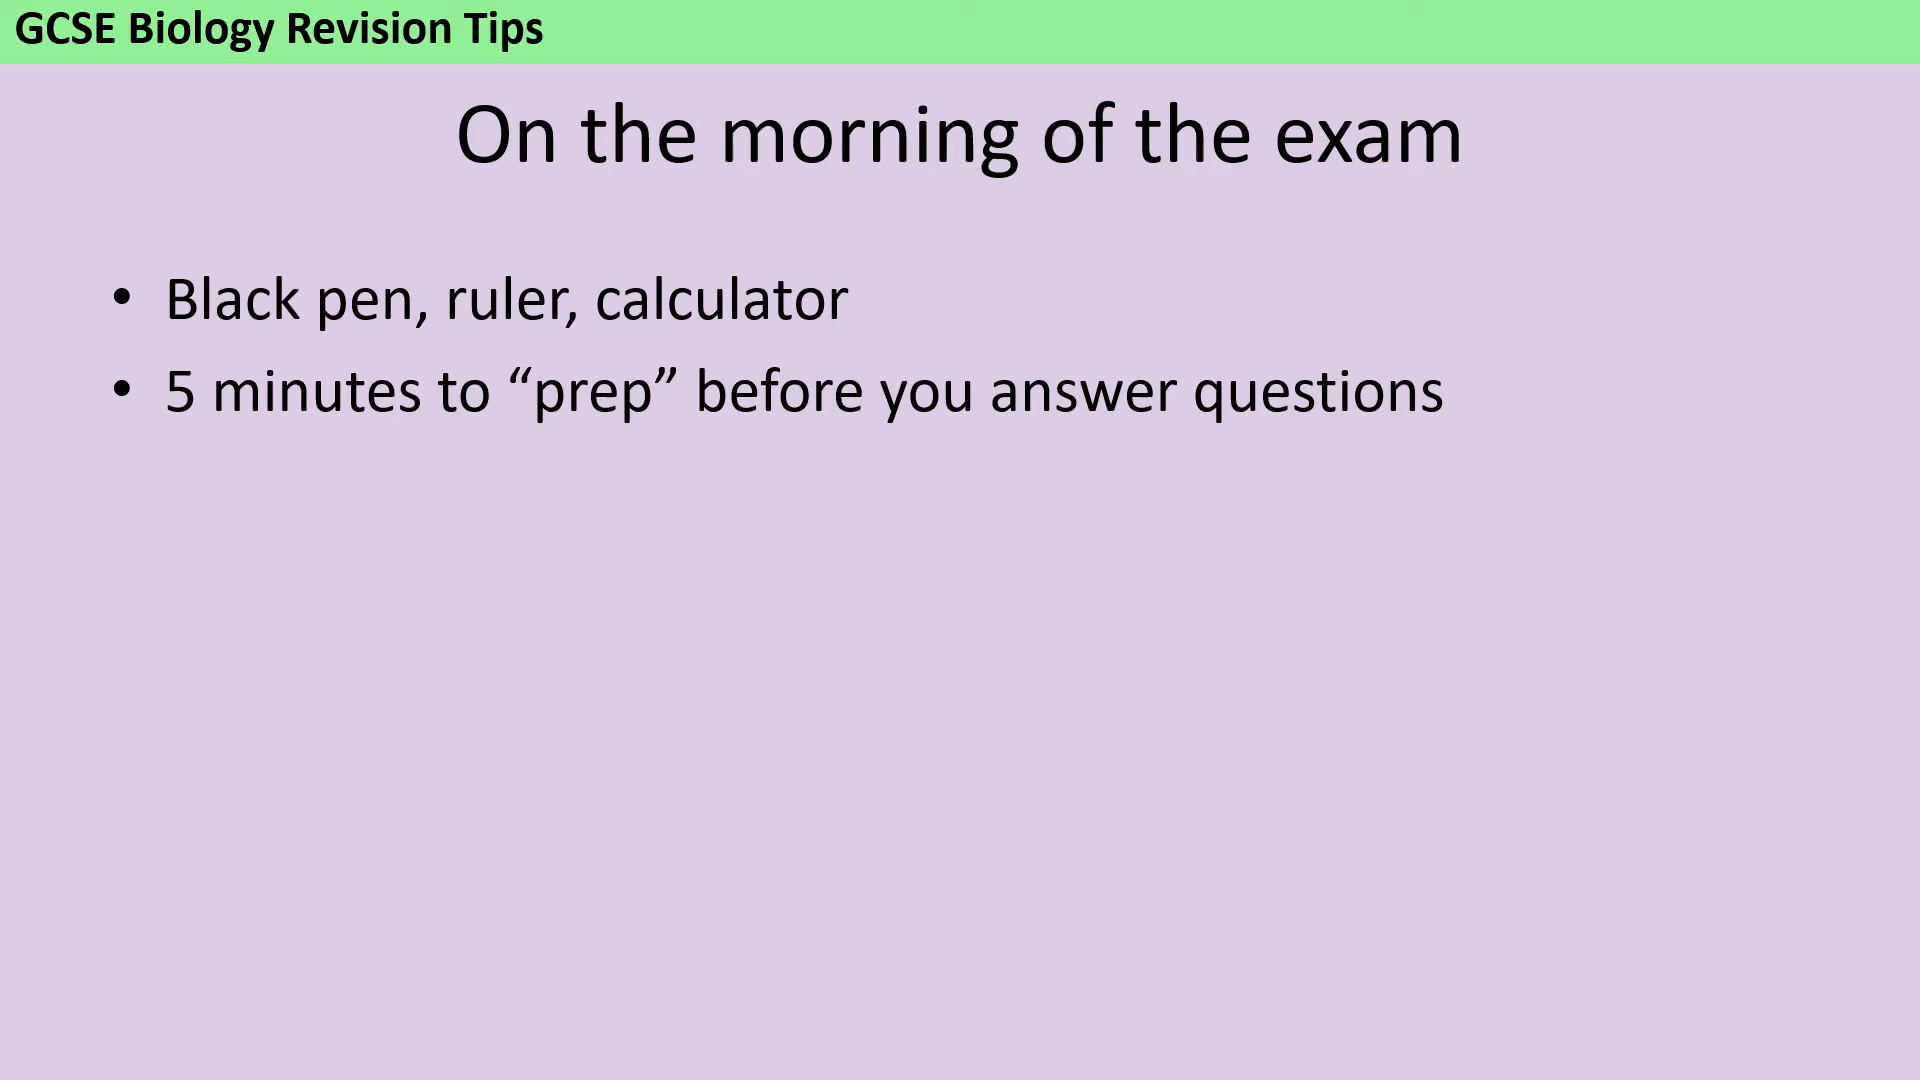 GCSE Biology Revision Tips
On the morning of the exam
• Black pen, ruler, calculator
• 5 minutes to “prep” before you answer questions